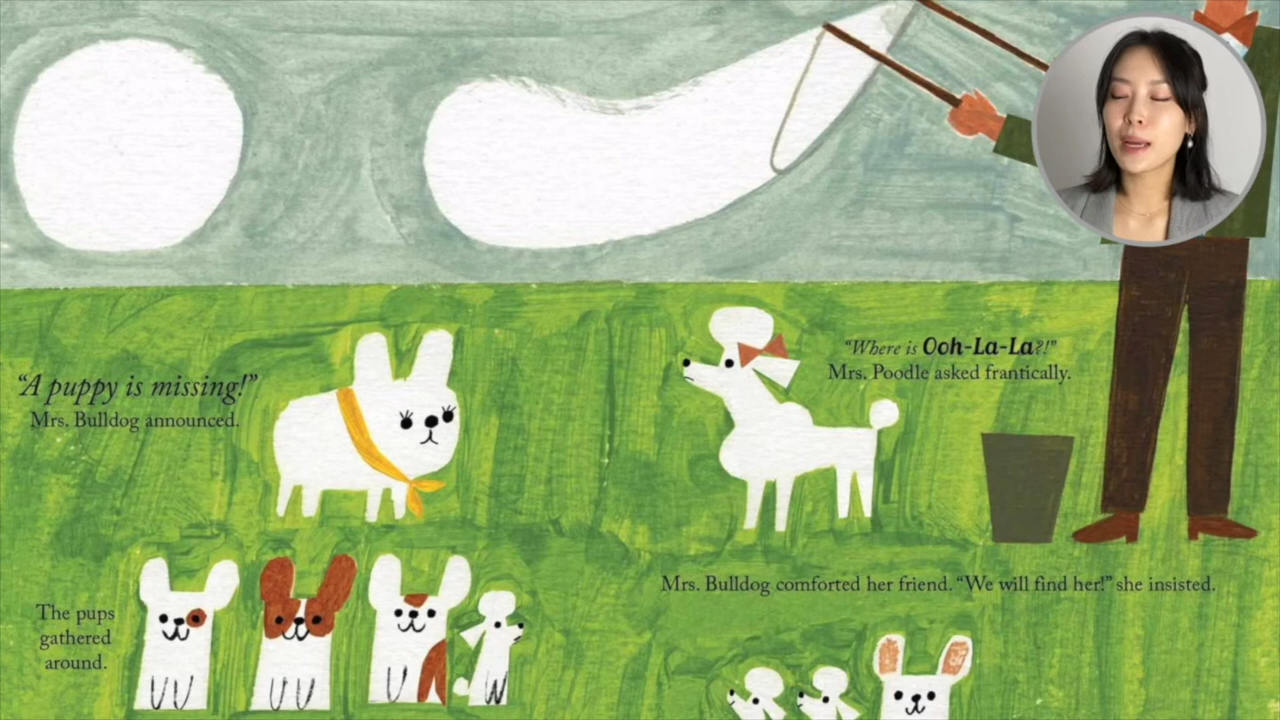 “A puppy is missing!”
Mrs. Bulldog announced.
“Where is Ooh-La-La?!”
Mrs. Poodle asked frantically.
Mrs. Bulldog comforted her friend. “We will find her!” she insisted.
The pups
gathered
around.